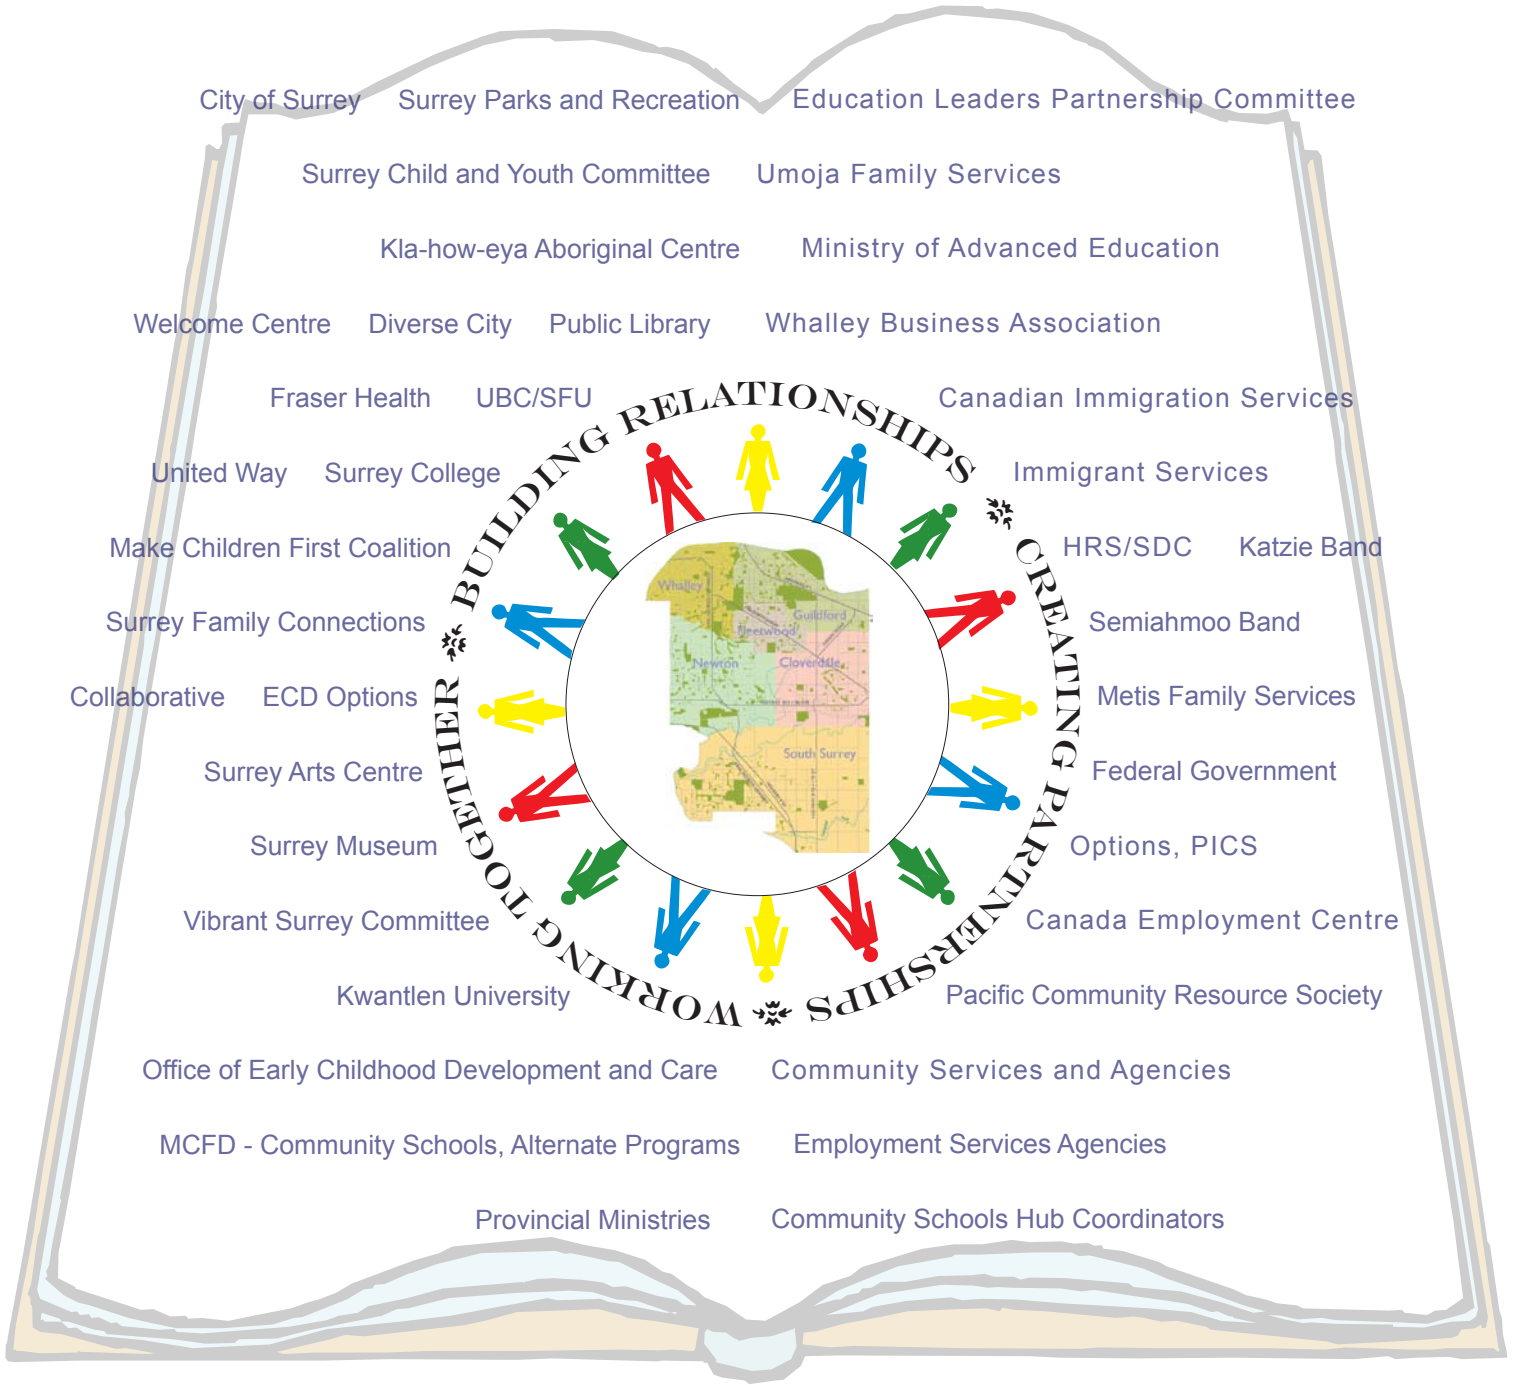 City of Surrey Surrey Parks and Recreation Education Leaders Partnership Committee
Surrey Child and Youth Committee Umoja Family Services
Kla-how-eya Aboriginal Centre Ministry of Advanced Education
Welcome Centre Diverse City Public Library Whalley Business Association
Fraser Health UBC/SFU Canadian Immigration Services
United Way Surrey College Immigrant Services
Make Children First Coalition HRS/SDC Katzie Band
Surrey Family Connections Semiahmoo Band
Collaborative ECD Options Metis Family Services
Surrey Arts Centre Federal Government
Surrey Museum Options, PICS
Vibrant Surrey Committee Canada Employment Centre
Kwantlen University Pacific Community Resource Society
Office of Early Childhood Development and Care Community Services and Agencies
MCFD - Community Schools, Alternate Programs Employment Services Agencies
Provincial Ministries Community Schools Hub Coordinators
BUILDING RELATIONSHIPS
CREATING PARTNERSHIPS
WORKING TOGETHER
Whalley
Guildford
Fleetwood
Newton
Cloverdale
South Surrey